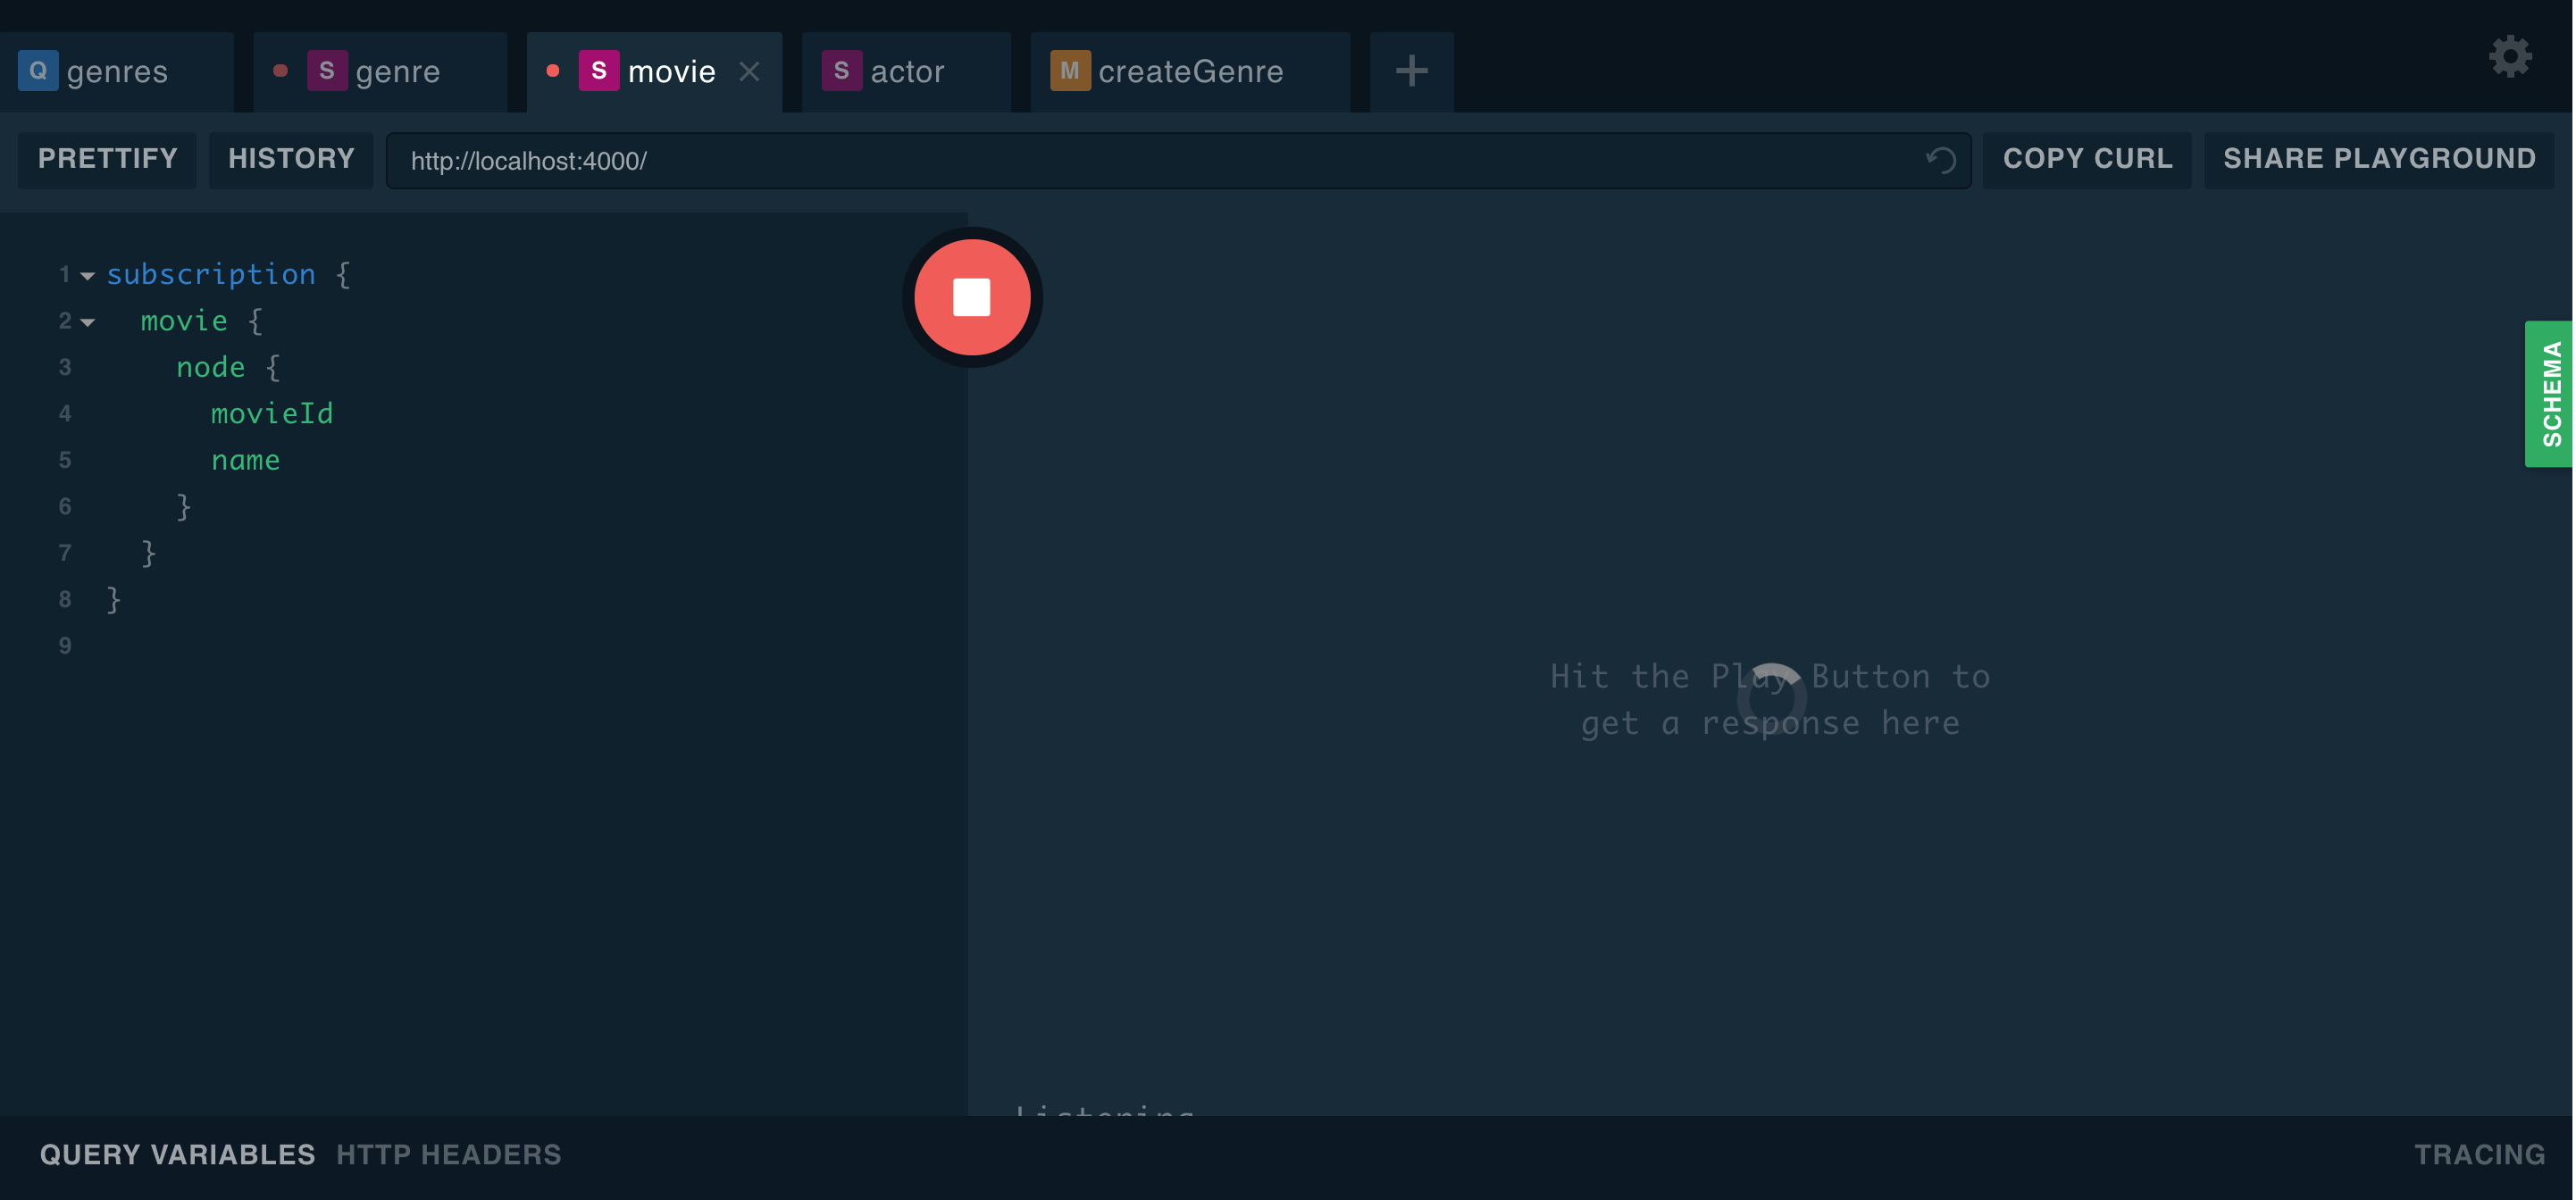 Q genres
S genre
S movie
S actor
M createGenre
PRETTIFY
HISTORY
http://localhost:4000/
COPY CURL
SHARE PLAYGROUND
1 subscription {
2 movie {
3 node {
4 movieId
5 name
6 }
7 }
8 }
9
Hit the Play Button to
get a response here
SCHEMA
Listening
QUERY VARIABLES
HTTP HEADERS
TRACING